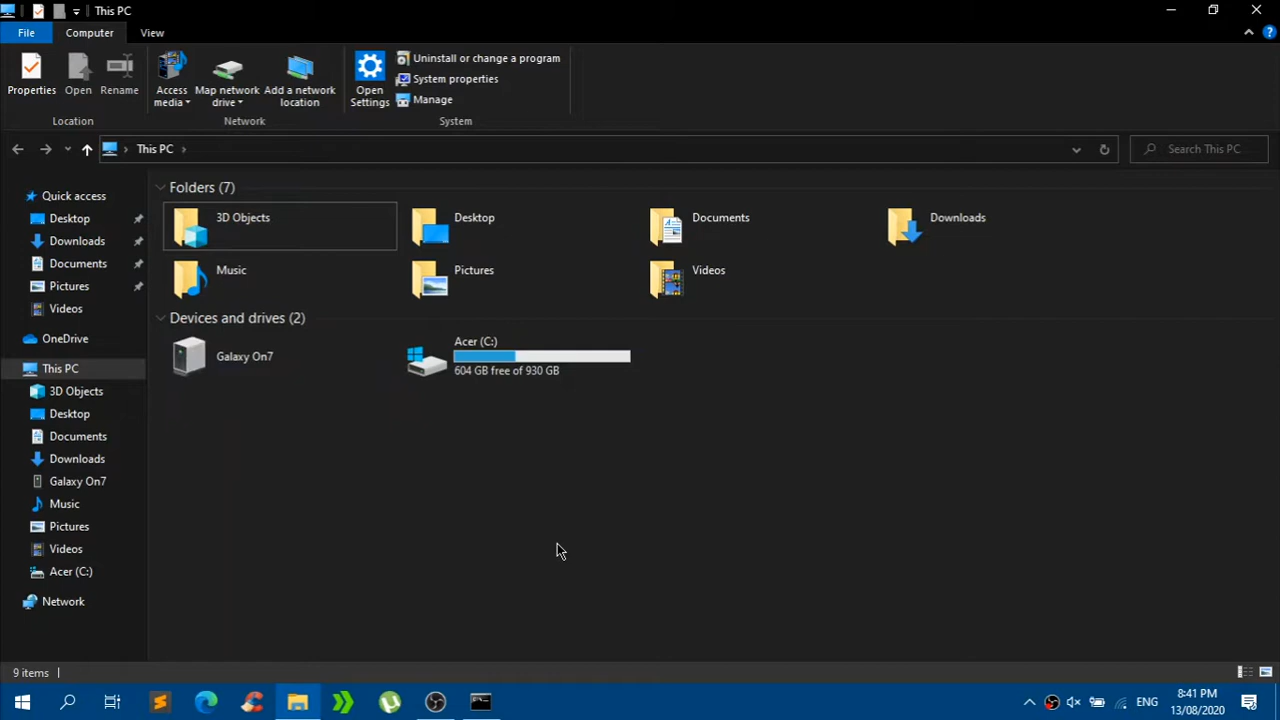 This PC
File
Computer
View
Properties
Open
Rename
Access media
Map network drive
Add a network location
Open Settings
Uninstall or change a program
System properties
Manage
Location
Network
System
This PC
Search This PC
Quick access
Desktop
Downloads
Documents
Pictures
Videos
OneDrive
This PC
3D Objects
Desktop
Documents
Downloads
Galaxy On7
Music
Pictures
Videos
Acer (C:)
Network
Folders (7)
3D Objects
Desktop
Documents
Downloads
Music
Pictures
Videos
Devices and drives (2)
Galaxy On7
Acer (C:)
604 GB free of 930 GB
9 items
ENG
8:41 PM
13/08/2020